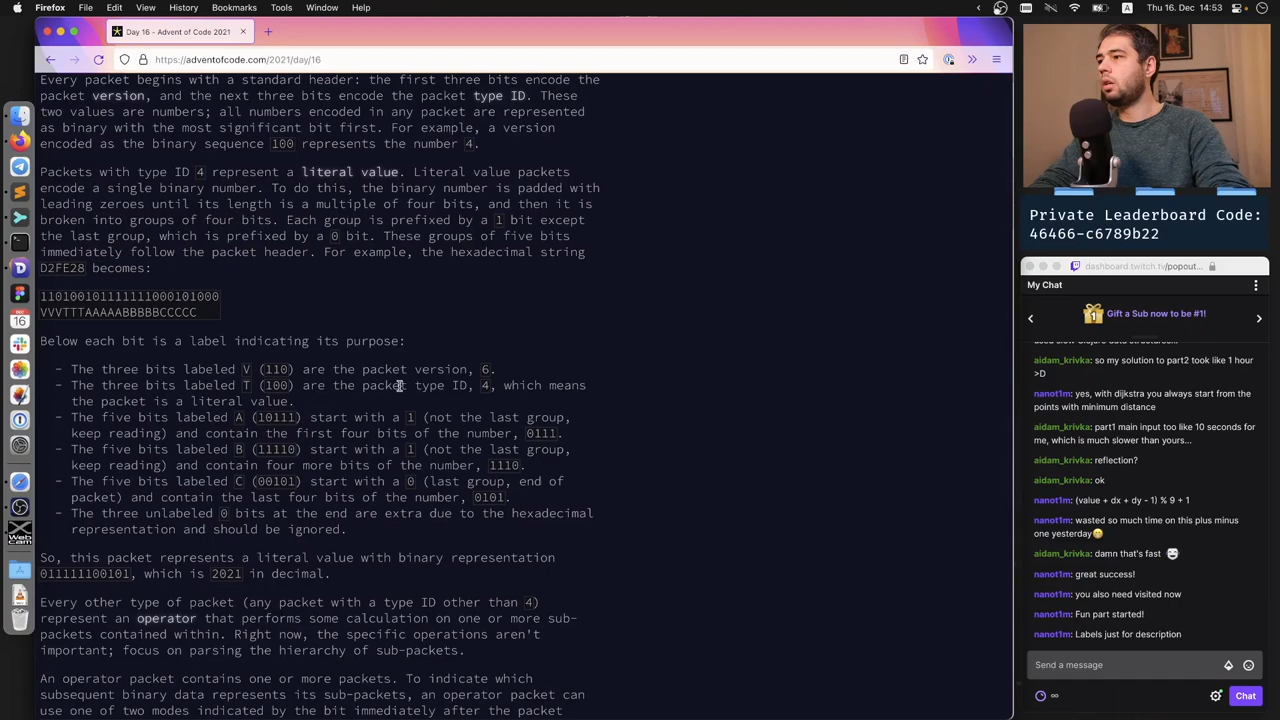 Firefox File Edit View History Bookmarks Tools Window Help
A Thu 16. Dec 14:53
Day 16 - Advent of Code 2021
https://adventofcode.com/2021/day/16
Every packet begins with a standard header: the first three bits encode the
packet version, and the next three bits encode the packet type ID. These
two values are numbers; all numbers encoded in any packet are represented
as binary with the most significant bit first. For example, a version
encoded as the binary sequence 100 represents the number 4.
Packets with type ID 4 represent a literal value. Literal value packets
encode a single binary number. To do this, the binary number is padded with
leading zeroes until its length is a multiple of four bits, and then it is
broken into groups of four bits. Each group is prefixed by a 1 bit except
the last group, which is prefixed by a 0 bit. These groups of five bits
immediately follow the packet header. For example, the hexadecimal string
D2FE28 becomes:
110100101111111000101000
VVVTTTAAAAABBBBBCCCCC
Below each bit is a label indicating its purpose:
- The three bits labeled V (110) are the packet version, 6.
- The three bits labeled T (100) are the packet type ID, 4, which means
the packet is a literal value.
- The five bits labeled A (10111) start with a 1 (not the last group,
keep reading) and contain the first four bits of the number, 0111.
- The five bits labeled B (11110) start with a 1 (not the last group,
keep reading) and contain four more bits of the number, 1110.
- The five bits labeled C (00101) start with a 0 (last group, end of
packet) and contain the last four bits of the number, 0101.
- The three unlabeled 0 bits at the end are extra due to the hexadecimal
representation and should be ignored.
So, this packet represents a literal value with binary representation
011111100101, which is 2021 in decimal.
Every other type of packet (any packet with a type ID other than 4)
represent an operator that performs some calculation on one or more sub-
packets contained within. Right now, the specific operations aren't
important; focus on parsing the hierarchy of sub-packets.
An operator packet contains one or more packets. To indicate which
subsequent binary data represents its sub-packets, an operator packet can
use one of two modes indicated by the bit immediately after the packet
Private Leaderboard Code:
46466-c6789b22
dashboard.twitch.tv/popout...
My Chat
1 Gift a Sub now to be #1!
used slow Clojure data structures...
aidam_krivka: so my solution to part2 took like 1 hour
>D
nanot1m: yes, with dijkstra you always start from the
points with minimum distance
aidam_krivka: part1 main input too like 10 seconds for
me, which is much slower than yours...
aidam_krivka: reflection?
aidam_krivka: ok
nanot1m: (value + dx + dy - 1) % 9 + 1
nanot1m: wasted so much time on this plus minus
one yesterday
aidam_krivka: damn that's fast
nanot1m: great success!
nanot1m: you also need visited now
nanot1m: Fun part started!
nanot1m: Labels just for description
Send a message
∞ Chat
DEC
16
Web
Cam